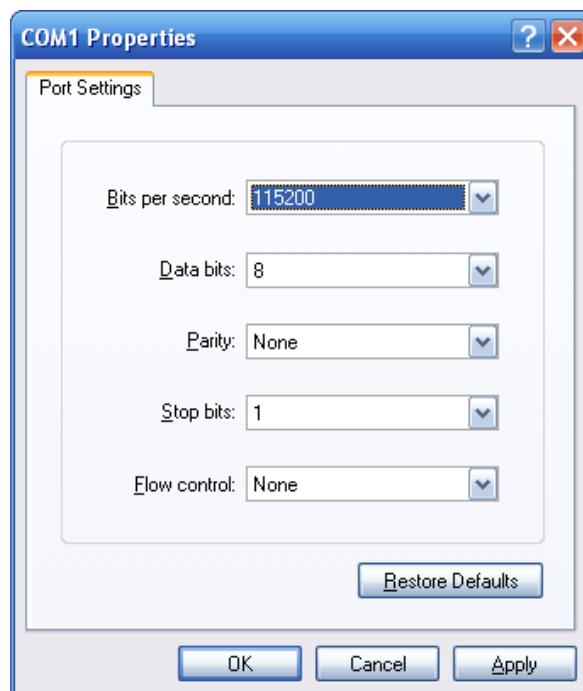 COM1 Properties
Port Settings
Bits per second: 115200
Data bits: 8
Parity: None
Stop bits: 1
Flow control: None
Restore Defaults
OK Cancel Apply